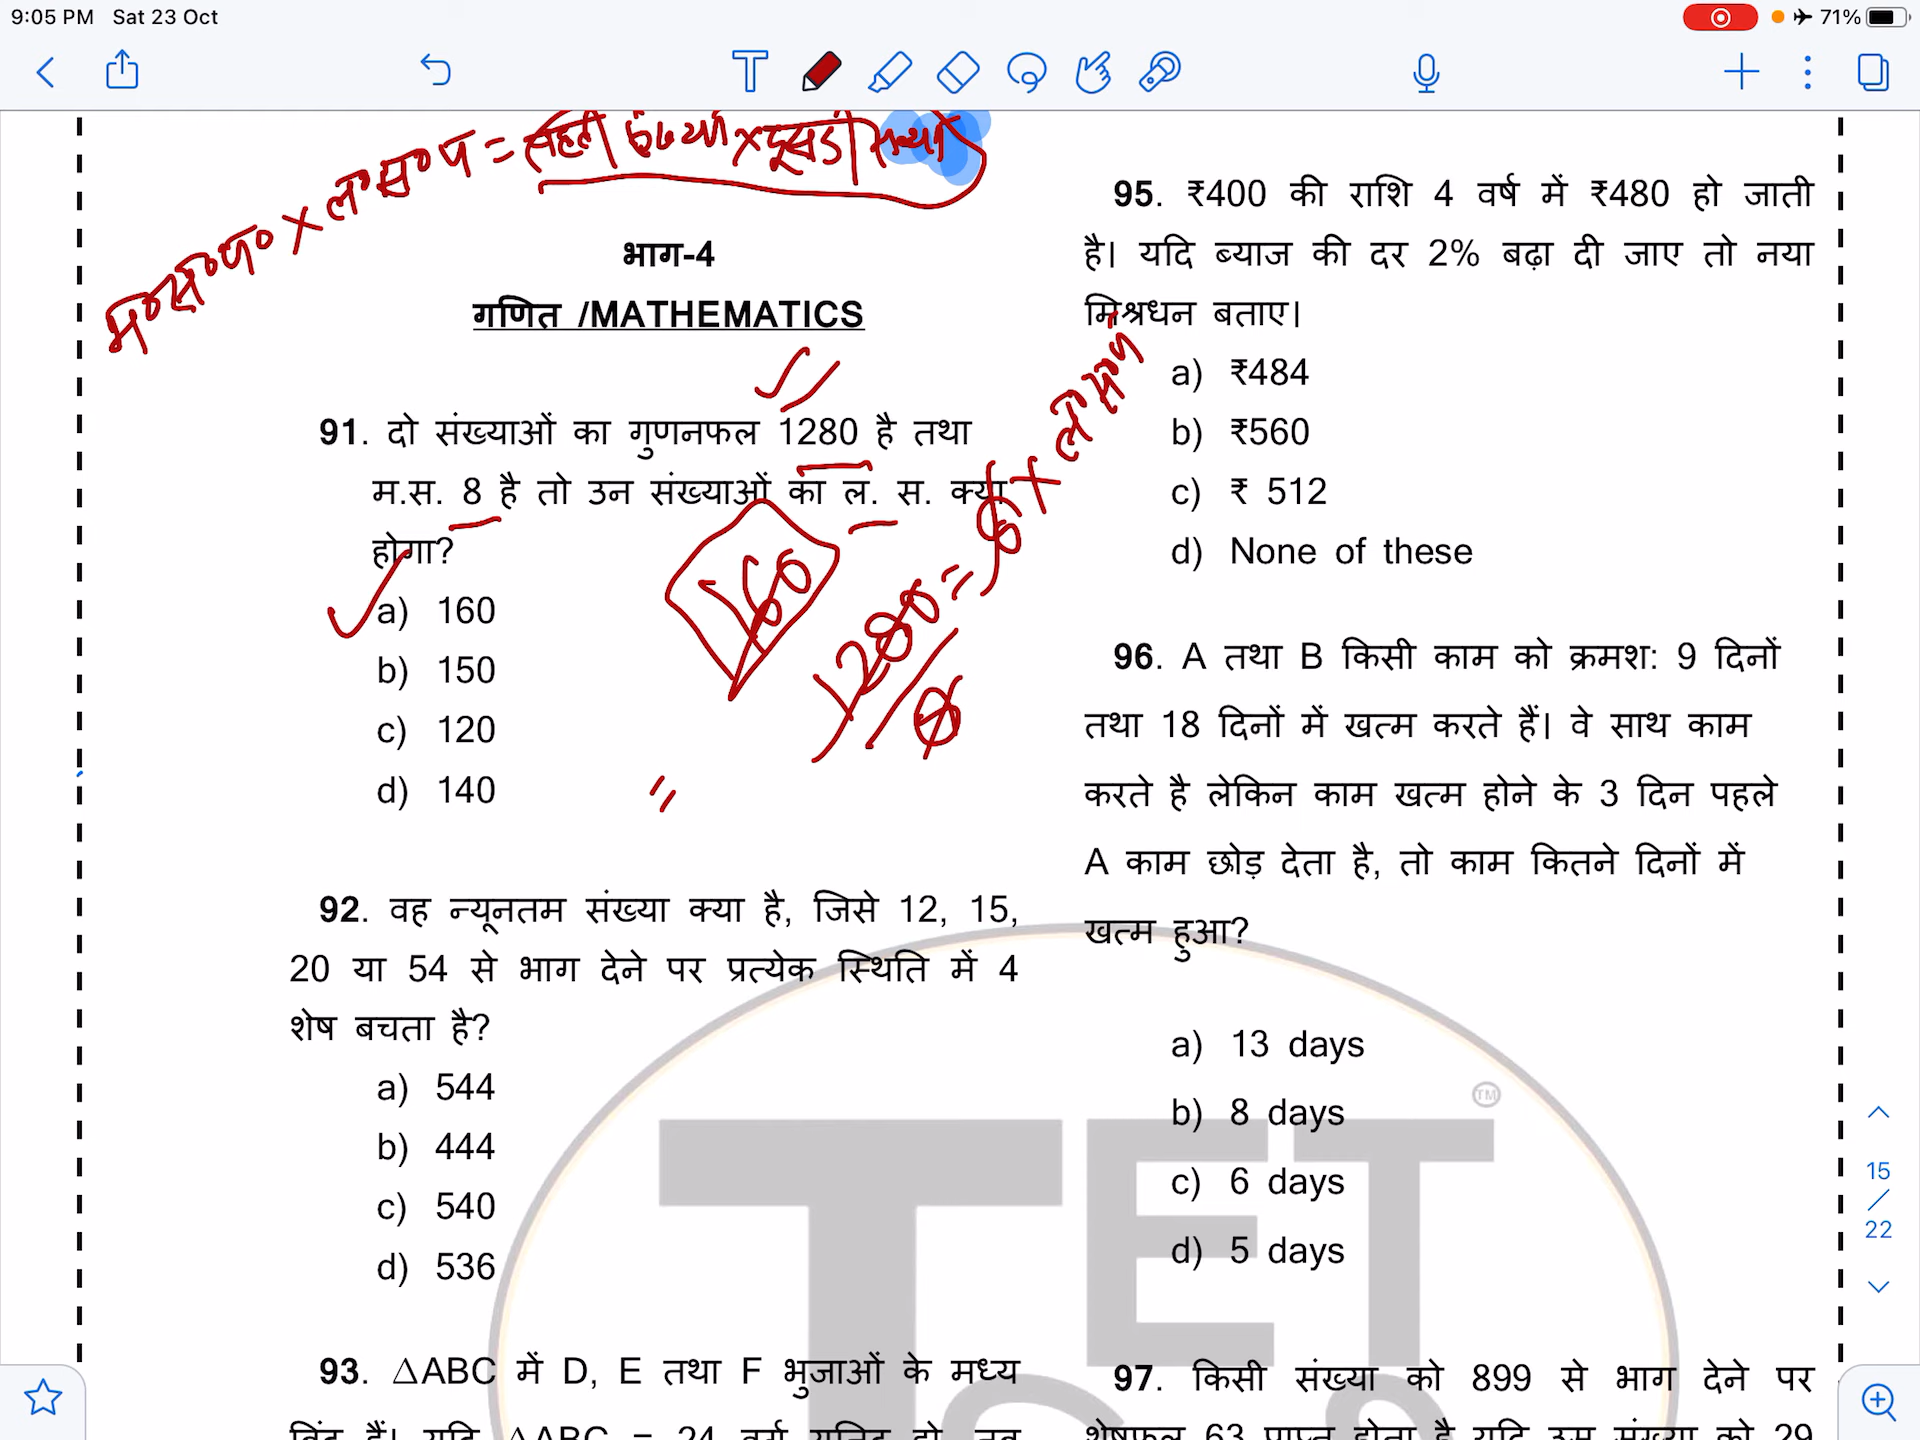 9:05 PM Sat 23 Oct
71%
म०स०प० × ल०स०प = पहली संख्या × दूसरी संख्या
भाग-4
गणित /MATHEMATICS
91. दो संख्याओं का गुणनफल 1280 है तथा
म.स. 8 है तो उन संख्याओं का ल. स. क्या
होगा?
a) 160
b) 150
c) 120
d) 140
160
1280 = 8 × ल०स०प
8
=
92. वह न्यूनतम संख्या क्या है, जिसे 12, 15,
20 या 54 से भाग देने पर प्रत्येक स्थिति में 4
शेष बचता है?
a) 544
b) 444
c) 540
d) 536
93. △ABC में D, E तथा F भुजाओं के मध्य
95. ₹400 की राशि 4 वर्ष में ₹480 हो जाती
है। यदि ब्याज की दर 2% बढ़ा दी जाए तो नया
मिश्रधन बताए।
a) ₹484
b) ₹560
c) ₹ 512
d) None of these
96. A तथा B किसी काम को क्रमश: 9 दिनों
तथा 18 दिनों में खत्म करते हैं। वे साथ काम
करते है लेकिन काम खत्म होने के 3 दिन पहले
A काम छोड़ देता है, तो काम कितने दिनों में
खत्म हुआ?
a) 13 days
b) 8 days
c) 6 days
d) 5 days
97. किसी संख्या को 899 से भाग देने पर
TET
TM
15
/
22